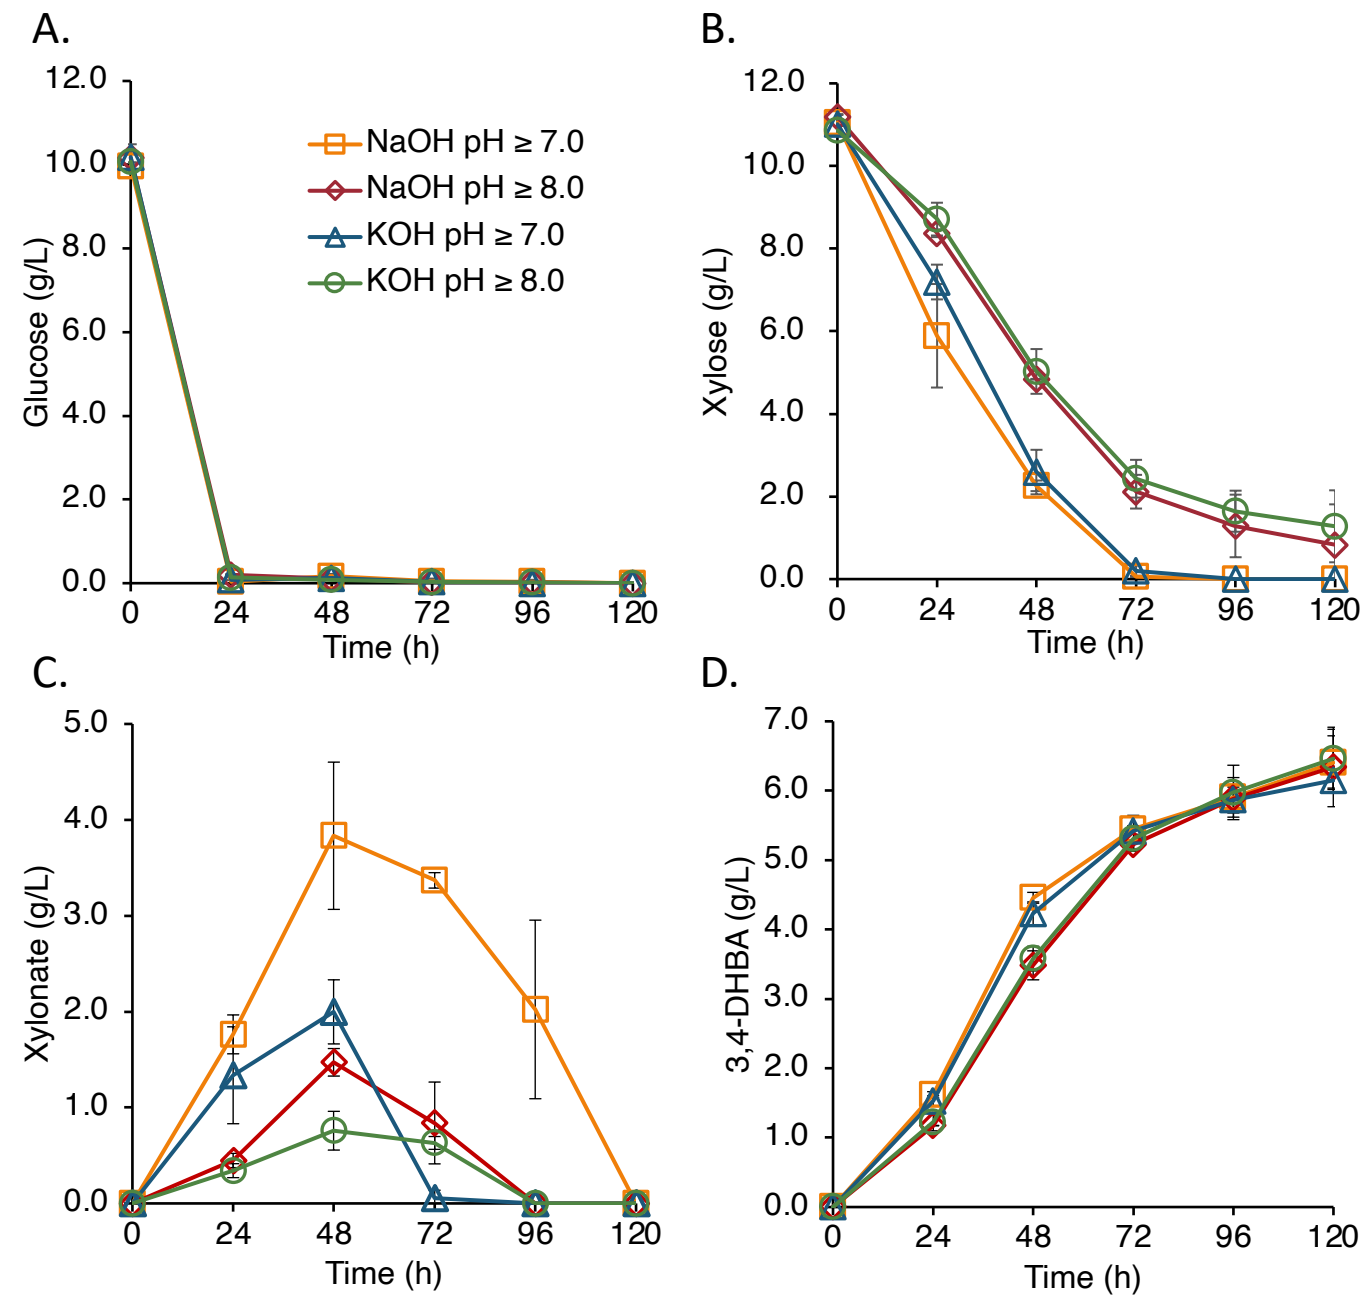 A.
12.0
10.0
8.0
6.0
4.0
2.0
0.0
Glucose (g/L)
0 24 48 72 96 120
Time (h)
NaOH pH ≥ 7.0
NaOH pH ≥ 8.0
KOH pH ≥ 7.0
KOH pH ≥ 8.0
B.
12.0
10.0
8.0
6.0
4.0
2.0
0.0
Xylose (g/L)
0 24 48 72 96 120
Time (h)
C.
5.0
4.0
3.0
2.0
1.0
0.0
Xylonate (g/L)
0 24 48 72 96 120
Time (h)
D.
7.0
6.0
5.0
4.0
3.0
2.0
1.0
0.0
3,4-DHBA (g/L)
0 24 48 72 96 120
Time (h)